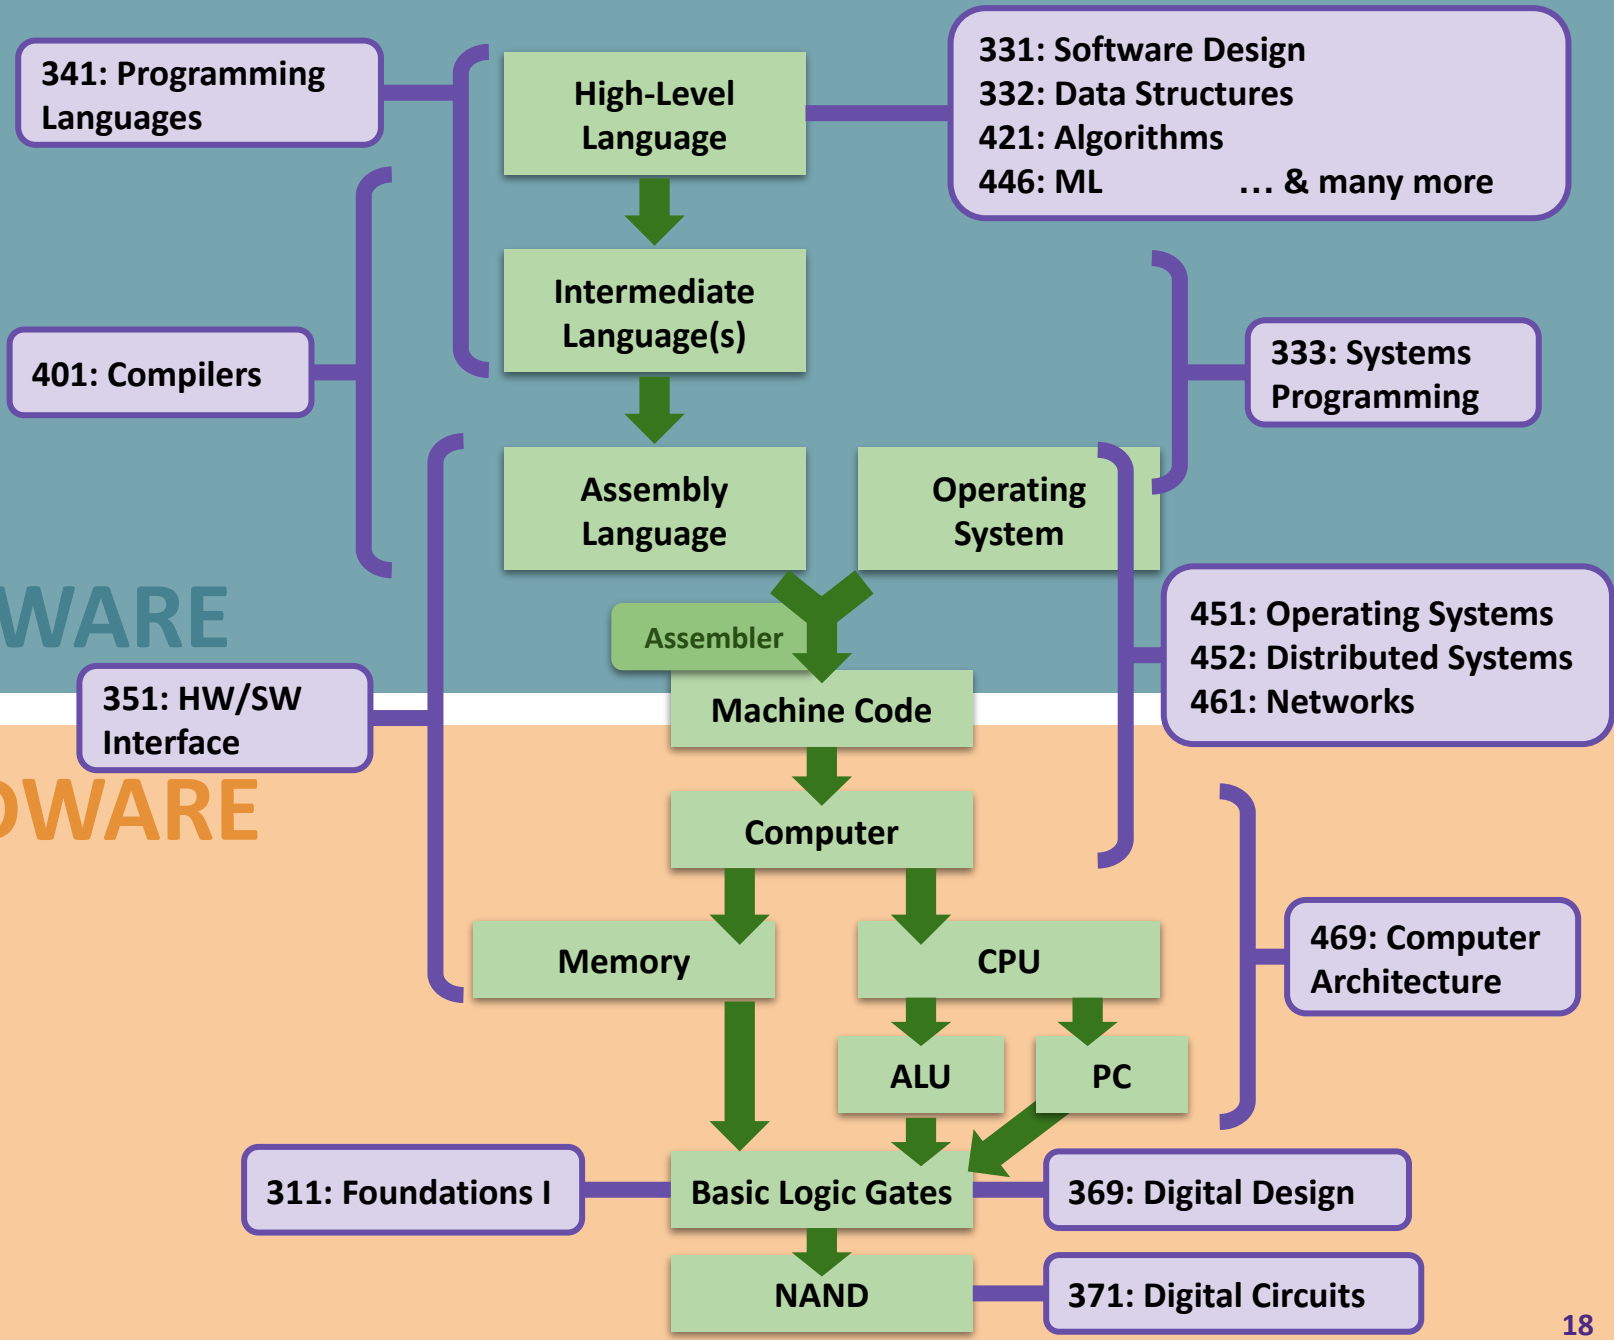 341: Programming
Languages
High-Level
Language
331: Software Design
332: Data Structures
421: Algorithms
446: ML … & many more
Intermediate
Language(s)
401: Compilers
333: Systems
Programming
Assembly
Language
Operating
System
WARE
Assembler
451: Operating Systems
452: Distributed Systems
461: Networks
351: HW/SW
Interface
Machine Code
DWARE
Computer
Memory
CPU
469: Computer
Architecture
ALU
PC
311: Foundations I
Basic Logic Gates
369: Digital Design
NAND
371: Digital Circuits
18